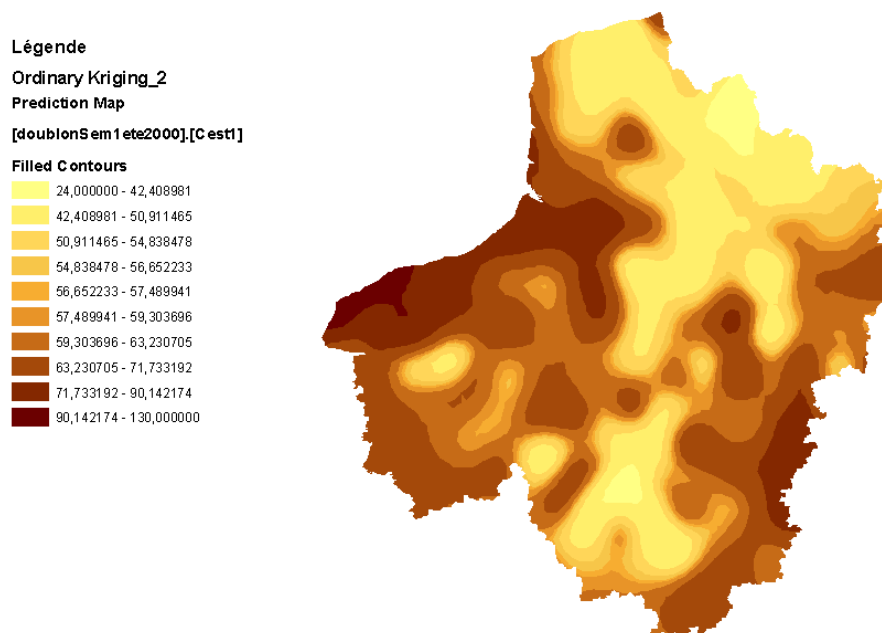 Légende
Ordinary Kriging_2
Prediction Map
[doublonSem1ete2000].[Cest1]
Filled Contours
24,000000 - 42,408981
42,408981 - 50,911465
50,911465 - 54,838478
54,838478 - 56,652233
56,652233 - 57,489941
57,489941 - 59,303696
59,303696 - 63,230705
63,230705 - 71,733192
71,733192 - 90,142174
90,142174 - 130,000000